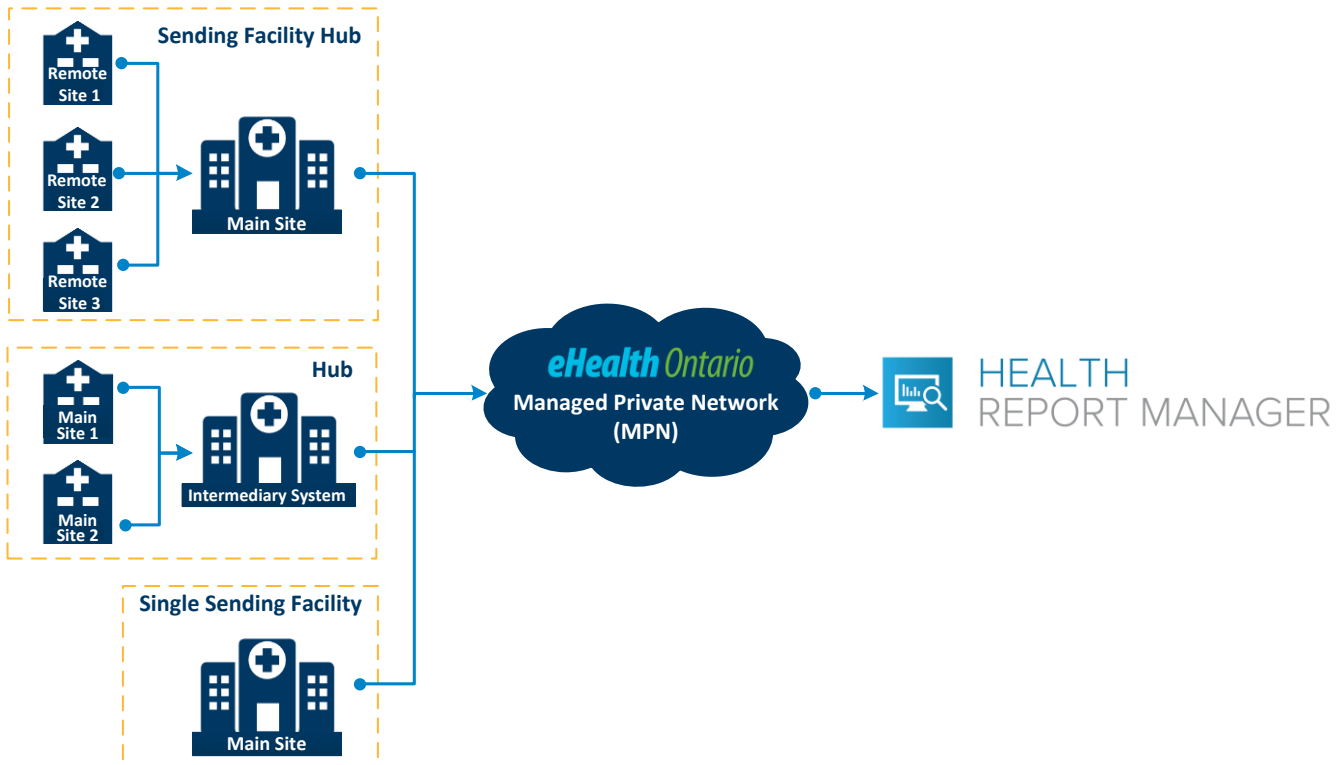 Sending Facility Hub
Remote
Site 1
Remote
Site 2
Remote
Site 3
Main Site
Hub
Main
Site 1
Main
Site 2
Intermediary System
Single Sending Facility
Main Site
eHealth Ontario
Managed Private Network
(MPN)
HEALTH
REPORT MANAGER